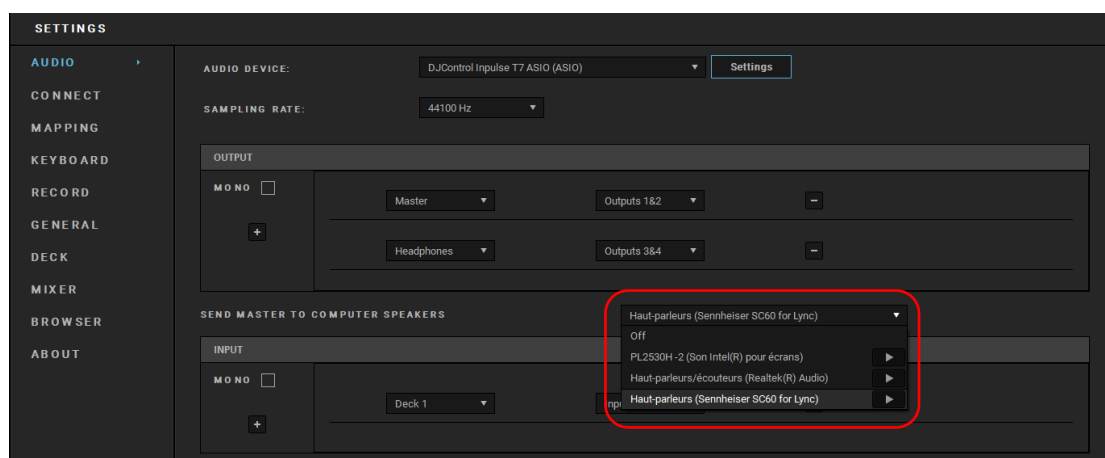 SETTINGS
AUDIO
CONNECT
MAPPING
KEYBOARD
RECORD
GENERAL
DECK
MIXER
BROWSER
ABOUT
AUDIO DEVICE:
DJControl Inpulse T7 ASIO (ASIO)
Settings
SAMPLING RATE:
44100 Hz
OUTPUT
MONO
+
Master
Outputs 1&2
−
Headphones
Outputs 3&4
−
SEND MASTER TO COMPUTER SPEAKERS
Haut-parleurs (Sennheiser SC60 for Lync)
Off
PL2530H-2 (Son Intel(R) pour écrans)
Haut-parleurs/écouteurs (Realtek(R) Audio)
Haut-parleurs (Sennheiser SC60 for Lync)
INPUT
MONO
+
Deck 1